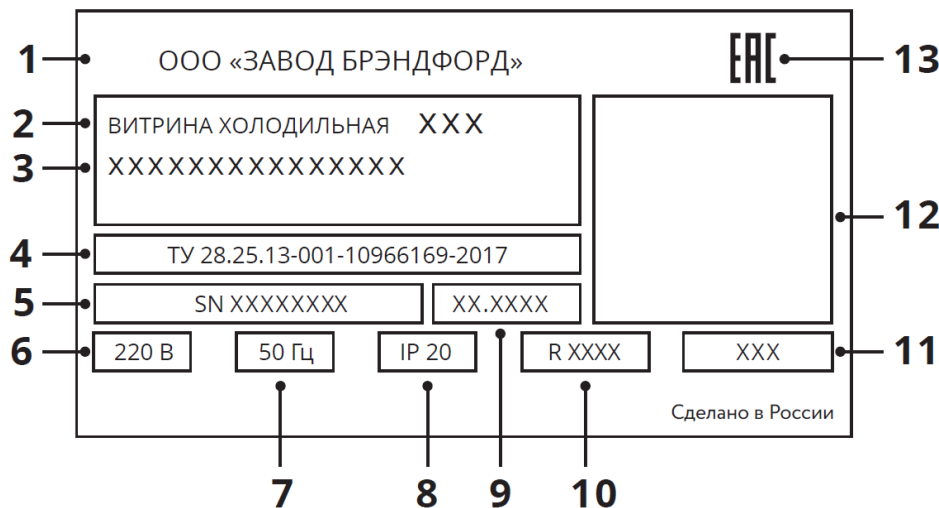 1 ООО «ЗАВОД БРЭНДФОРД» EAC 13
2 ВИТРИНА ХОЛОДИЛЬНАЯ XXX
3 XXXXXXXXXXXXXXX
12
4 ТУ 28.25.13-001-10966169-2017
5 SN XXXXXXXX XX.XXXX
6 220 В 50 Гц IP 20 R XXXX XXX 11
Сделано в России
7 8 9 10